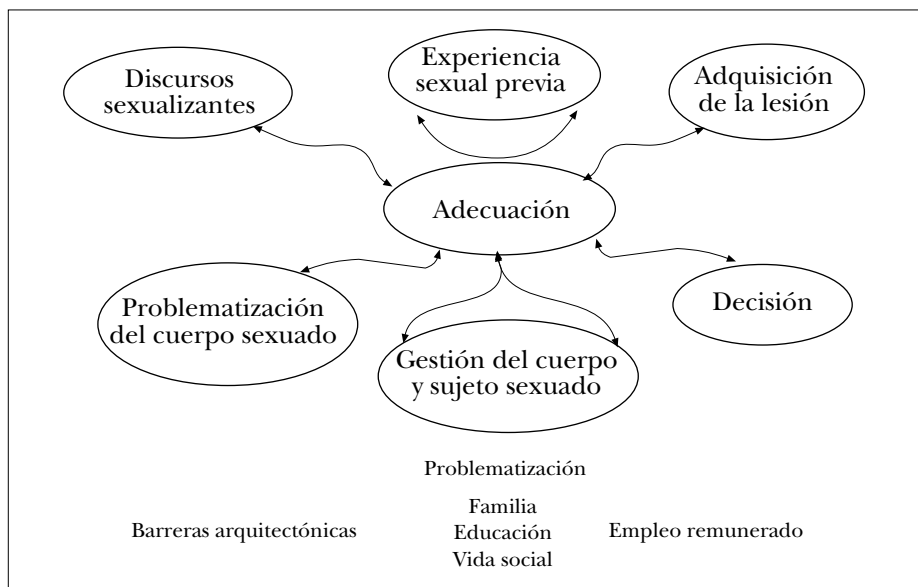 Discursos
sexualizantes
Experiencia
sexual previa
Adquisición
de la lesión
Adecuación
Problematización
del cuerpo sexuado
Gestión del cuerpo
y sujeto sexuado
Decisión
Problematización
Familia
Barreras arquitectónicas
Educación
Empleo remunerado
Vida social